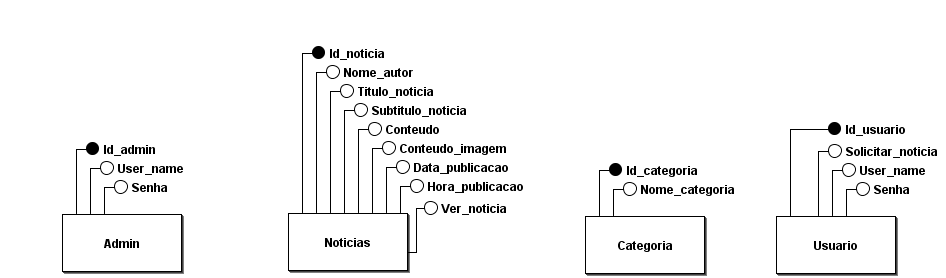 Id_admin
User_name
Senha
Admin
Id_noticia
Nome_autor
Titulo_noticia
Subtitulo_noticia
Conteudo
Conteudo_imagem
Data_publicacao
Hora_publicacao
Ver_noticia
Noticias
Id_categoria
Nome_categoria
Categoria
Id_usuario
Solicitar_noticia
User_name
Senha
Usuario